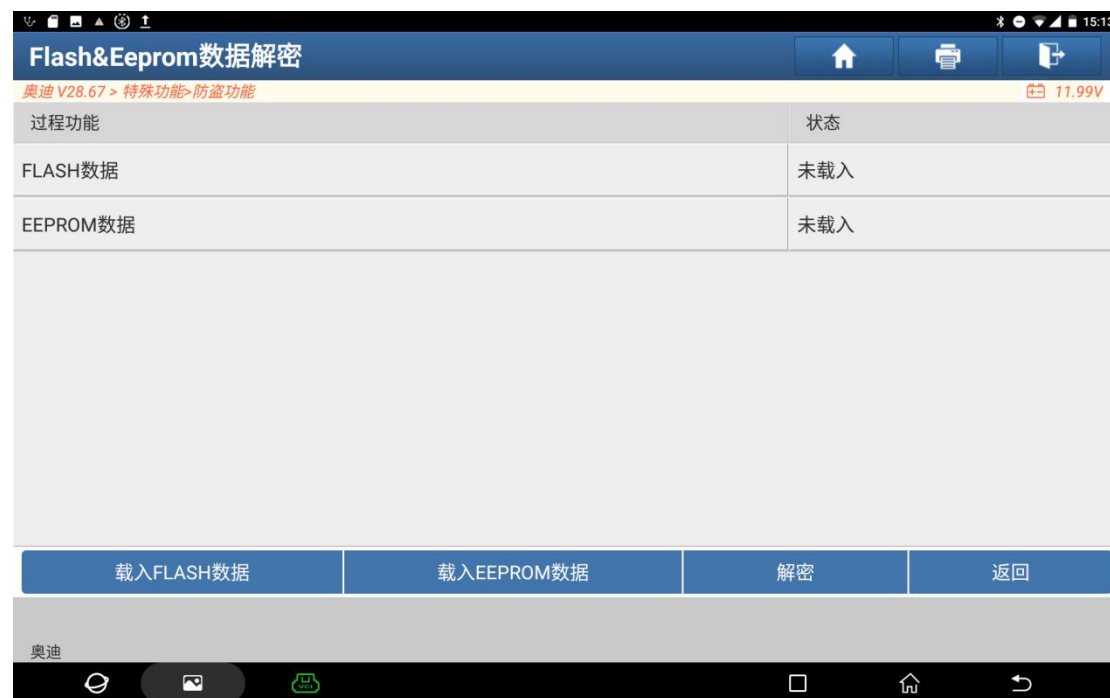 15:13
Flash&Eeprom数据解密
奥迪 V28.67 > 特殊功能>防盗功能
11.99V
过程功能
状态
FLASH数据
未载入
EEPROM数据
未载入
载入FLASH数据
载入EEPROM数据
解密
返回
奥迪
VCI